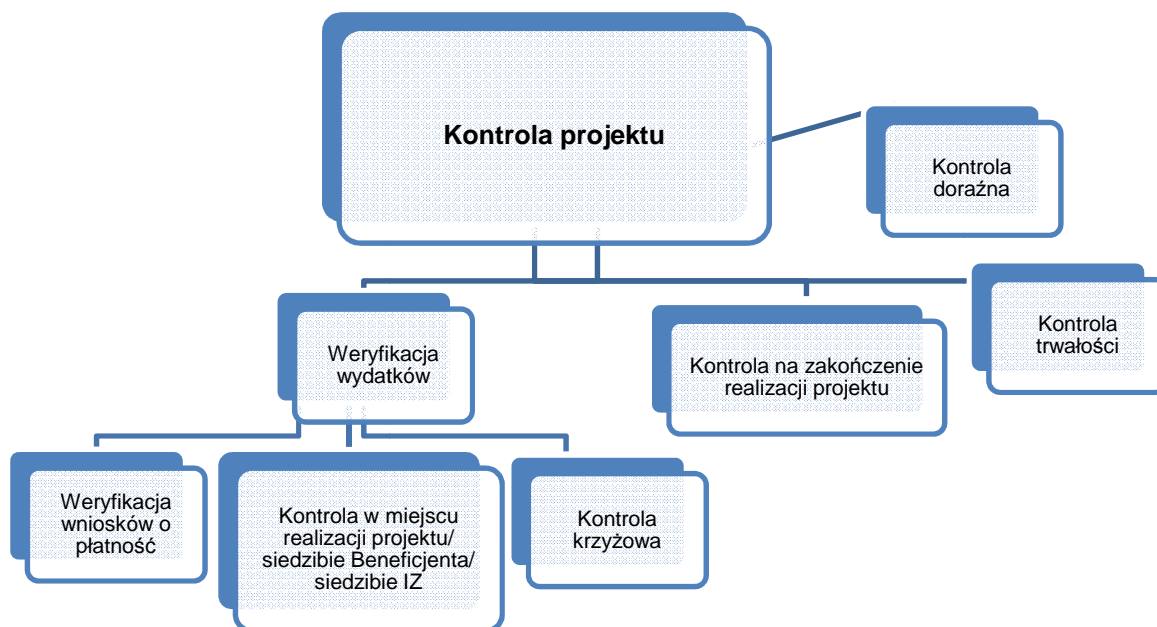 Kontrola projektu
Kontrola
doraźna
Weryfikacja
wydatków
Kontrola na zakończenie
realizacji projektu
Kontrola
trwałości
Weryfikacja
wniosków o
płatność
Kontrola w miejscu
realizacji projektu/
siedzibie Beneficjenta/
siedzibie IZ
Kontrola
krzyżowa